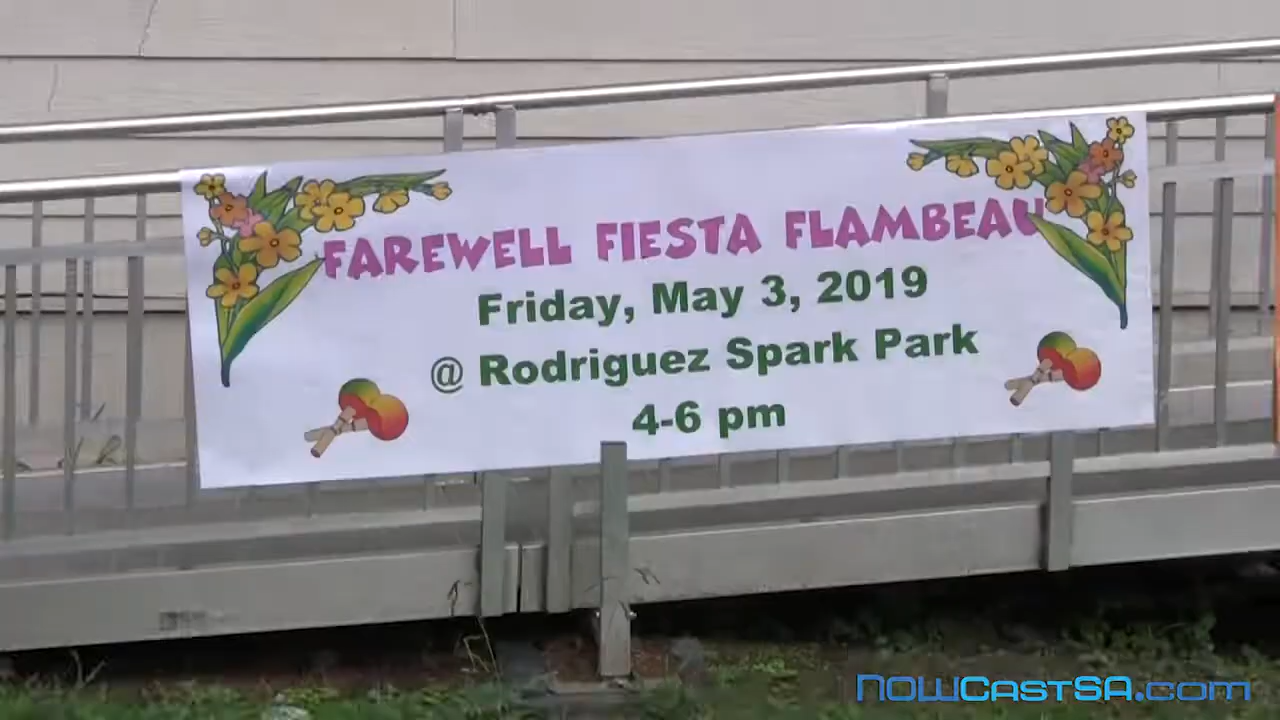 FAREWELL FIESTA FLAMBEAU
Friday, May 3, 2019
@ Rodriguez Spark Park
4-6 pm
NOWCASTSA.com